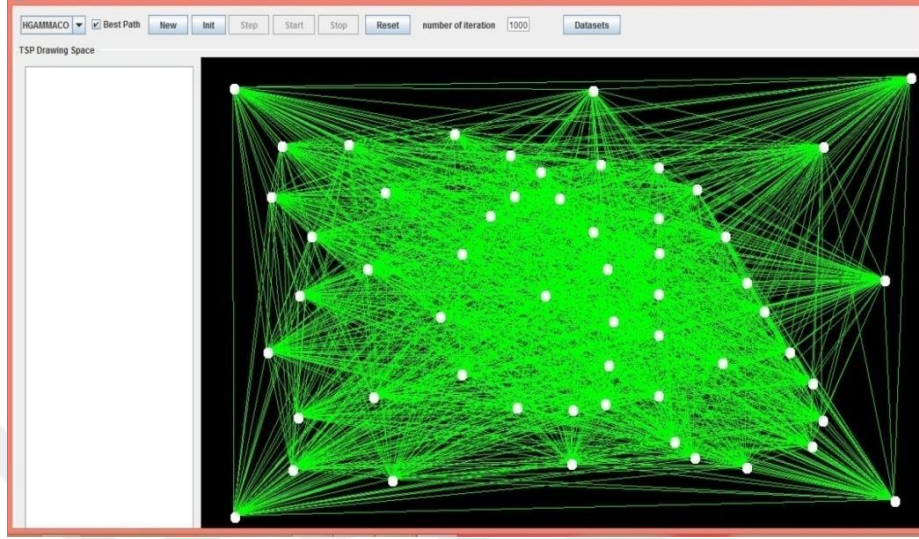 HGAMMACO Best Path New Init Step Start Stop Reset number of iteration 1000 Datasets
TSP Drawing Space